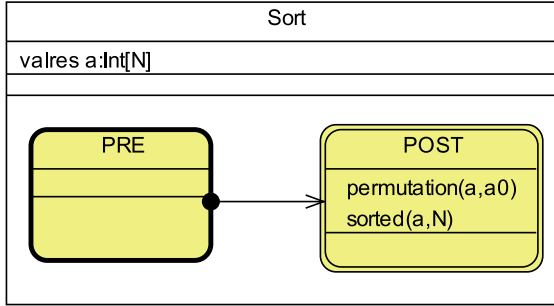 Sort
valres a:Int[N]
PRE
POST
permutation(a,a0)
sorted(a,N)